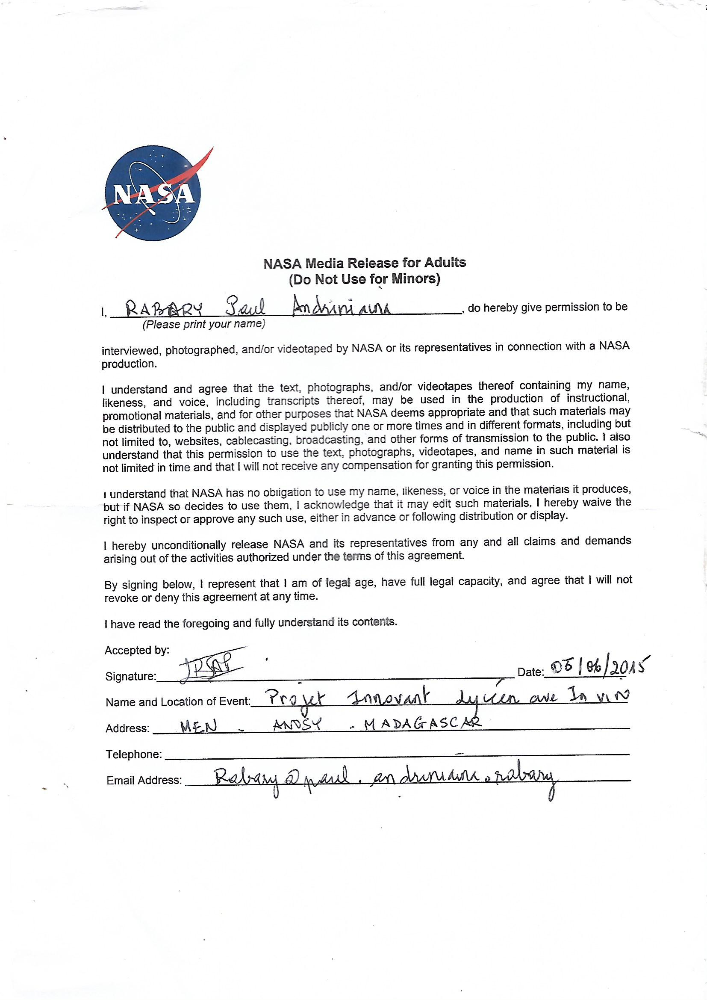 NASA
NASA Media Release for Adults
(Do Not Use for Minors)
I, RABARY Paul Andriniaina, do hereby give permission to be
(Please print your name)
interviewed, photographed, and/or videotaped by NASA or its representatives in connection with a NASA
production.
I understand and agree that the text, photographs, and/or videotapes thereof containing my name,
likeness, and voice, including transcripts thereof, may be used in the production of instructional,
promotional materials, and for other purposes that NASA deems appropriate and that such materials may
be distributed to the public and displayed publicly one or more times and in different formats, including but
not limited to, websites, cablecasting, broadcasting, and other forms of transmission to the public. I also
understand that this permission to use the text, photographs, videotapes, and name in such material is
not limited in time and that I will not receive any compensation for granting this permission.
I understand that NASA has no obligation to use my name, likeness, or voice in the materials it produces,
but if NASA so decides to use them, I acknowledge that it may edit such materials. I hereby waive the
right to inspect or approve any such use, either in advance or following distribution or display.
I hereby unconditionally release NASA and its representatives from any and all claims and demands
arising out of the activities authorized under the terms of this agreement.
By signing below, I represent that I am of legal age, have full legal capacity, and agree that I will not
revoke or deny this agreement at any time.
I have read the foregoing and fully understand its contents.
Accepted by:
Signature: Date: 05/06/2015
Name and Location of Event: Projet Innovant Lycéen ave In vivo
Address: MEN - ANOSY - MADAGASCAR
Telephone:
Email Address: Rabary@paul.andriniaina.rabary